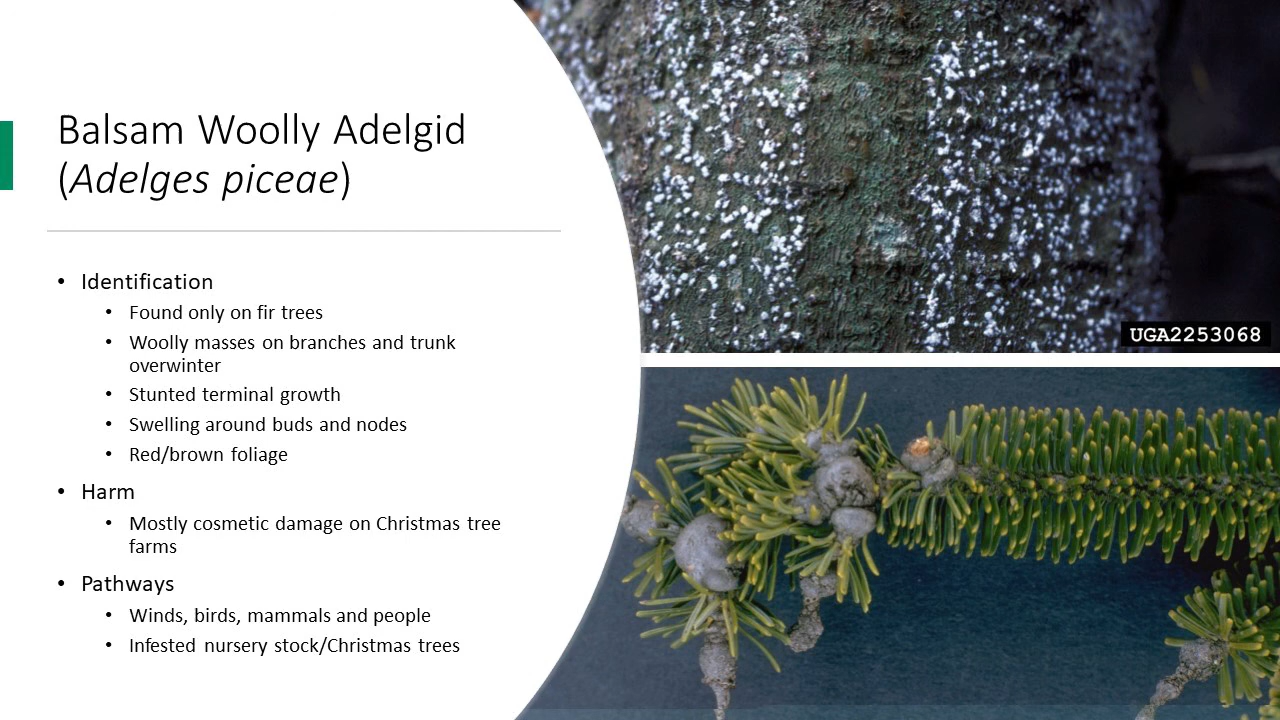 Balsam Woolly Adelgid
(Adelges piceae)
• Identification
• Found only on fir trees
• Woolly masses on branches and trunk
overwinter
• Stunted terminal growth
• Swelling around buds and nodes
• Red/brown foliage
• Harm
• Mostly cosmetic damage on Christmas tree
farms
• Pathways
• Winds, birds, mammals and people
• Infested nursery stock/Christmas trees
UGA2253068